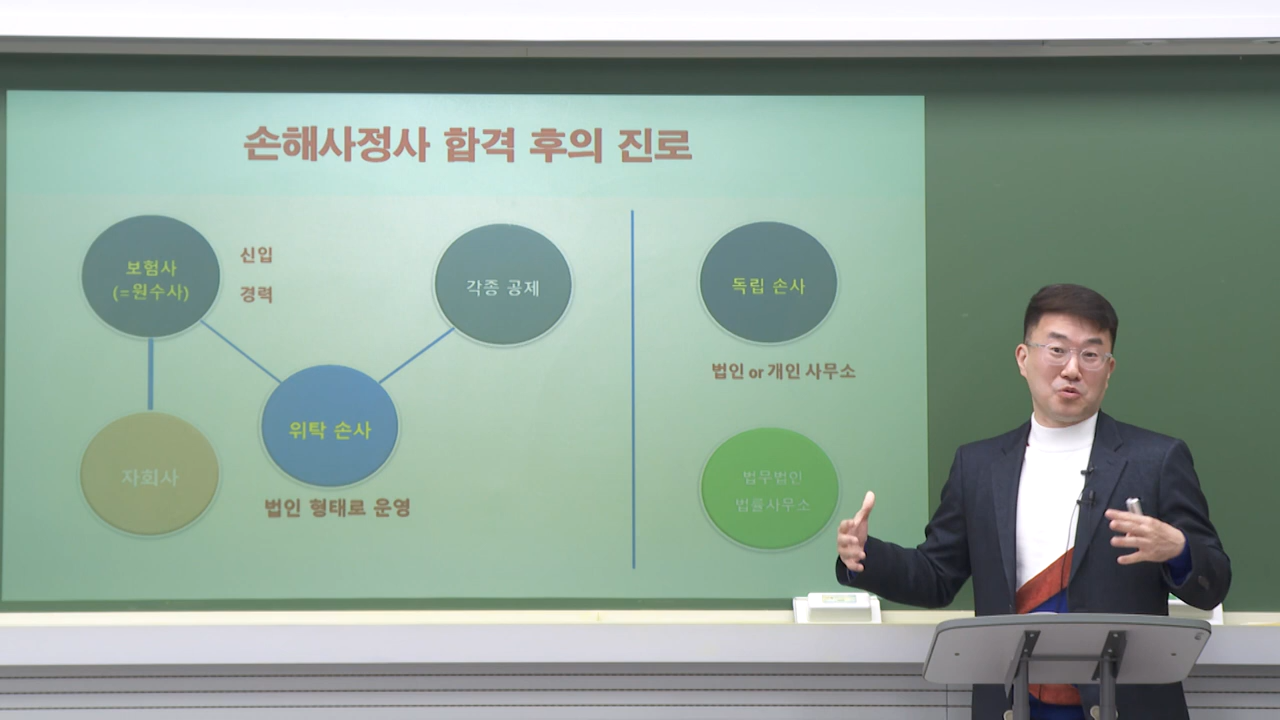 손해사정사 합격 후의 진로
보험사
(=원수사)
신입
경력
각종 공제
자회사
위탁 손사
법인 형태로 운영
독립 손사
법인 or 개인 사무소
법무법인
법률사무소